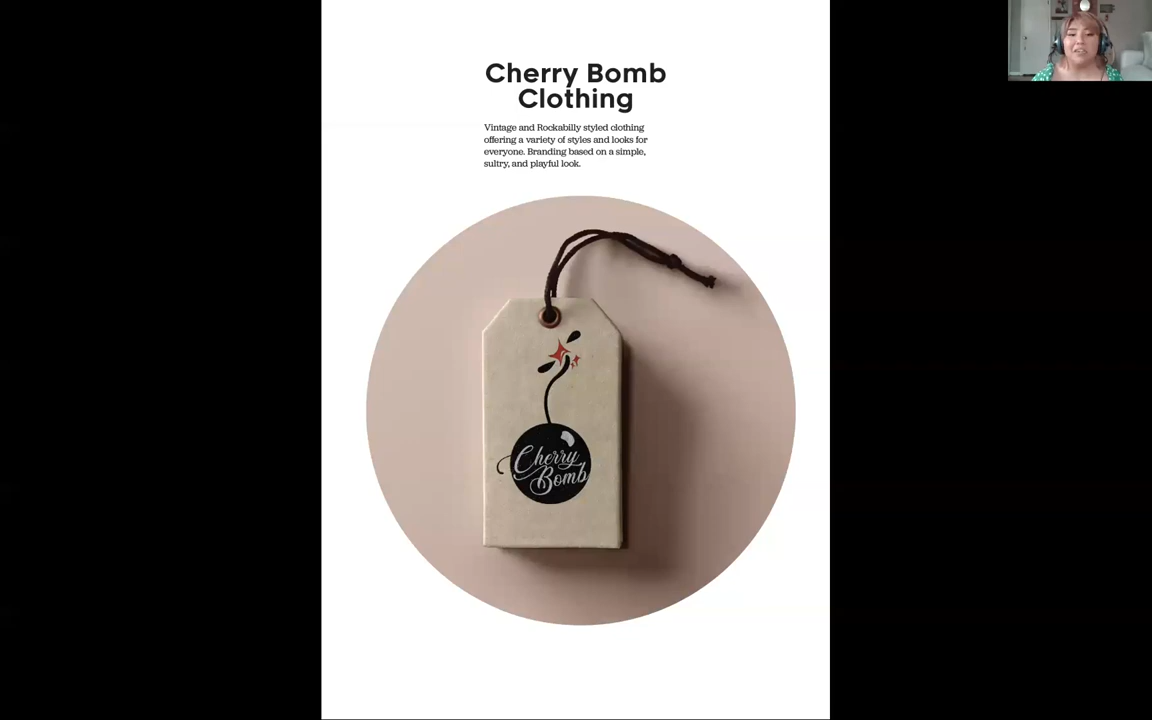 Cherry Bomb
Clothing
Vintage and Rockabilly styled clothing
offering a variety of styles and looks for
everyone. Branding based on a simple,
sultry, and playful look.
Cherry
Bomb